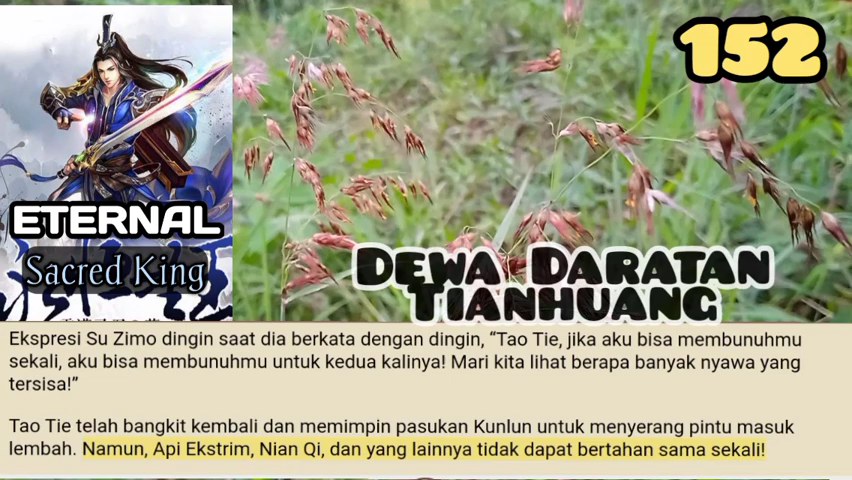 152
ETERNAL
Sacred King
DEWA DARATAN
TIANHUANG
Ekspresi Su Zimo dingin saat dia berkata dengan dingin, “Tao Tie, jika aku bisa membunuhmu
sekali, aku bisa membunuhmu untuk kedua kalinya! Mari kita lihat berapa banyak nyawa yang
tersisa!”
Tao Tie telah bangkit kembali dan memimpin pasukan Kunlun untuk menyerang pintu masuk
lembah. Namun, Api Ekstrim, Nian Qi, dan yang lainnya tidak dapat bertahan sama sekali!